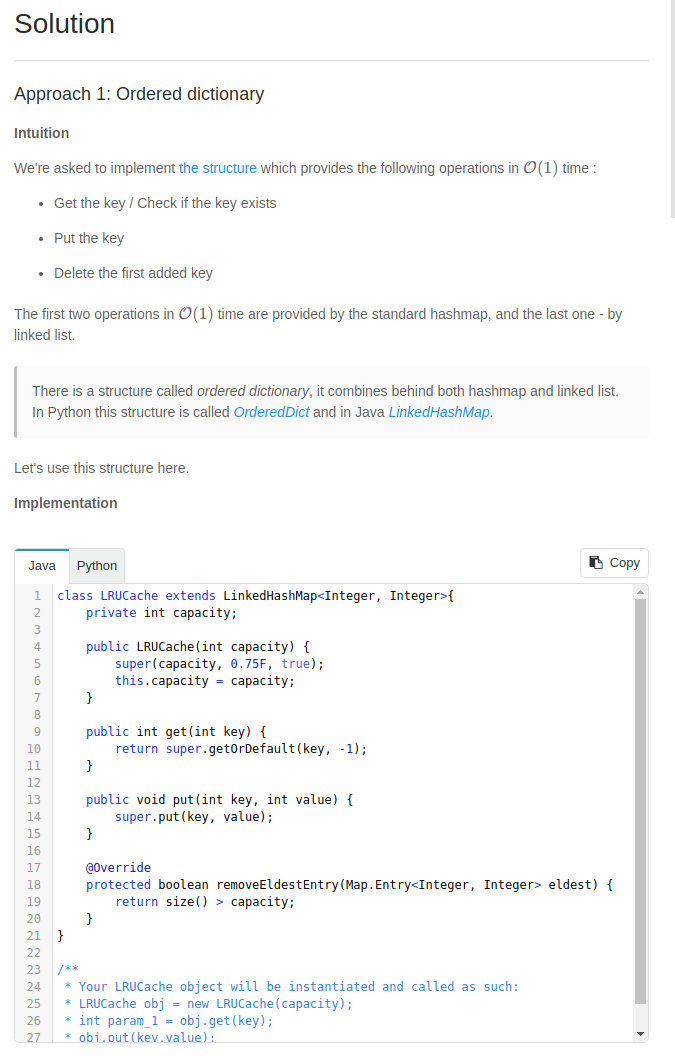 Solution
Approach 1: Ordered dictionary
Intuition
We're asked to implement the structure which provides the following operations in O(1) time :
• Get the key / Check if the key exists
• Put the key
• Delete the first added key
The first two operations in O(1) time are provided by the standard hashmap, and the last one - by
linked list.
There is a structure called ordered dictionary, it combines behind both hashmap and linked list.
In Python this structure is called OrderedDict and in Java LinkedHashMap.
Let's use this structure here.
Implementation
Java Python Copy
1 class LRUCache extends LinkedHashMap<Integer, Integer>{
2     private int capacity;
3
4     public LRUCache(int capacity) {
5         super(capacity, 0.75F, true);
6         this.capacity = capacity;
7     }
8
9     public int get(int key) {
10         return super.getOrDefault(key, -1);
11     }
12
13     public void put(int key, int value) {
14         super.put(key, value);
15     }
16
17     @Override
18     protected boolean removeEldestEntry(Map.Entry<Integer, Integer> eldest) {
19         return size() > capacity;
20     }
21 }
22
23 /**
24  * Your LRUCache object will be instantiated and called as such:
25  * LRUCache obj = new LRUCache(capacity);
26  * int param_1 = obj.get(key);
27  * obj.put(key,value);